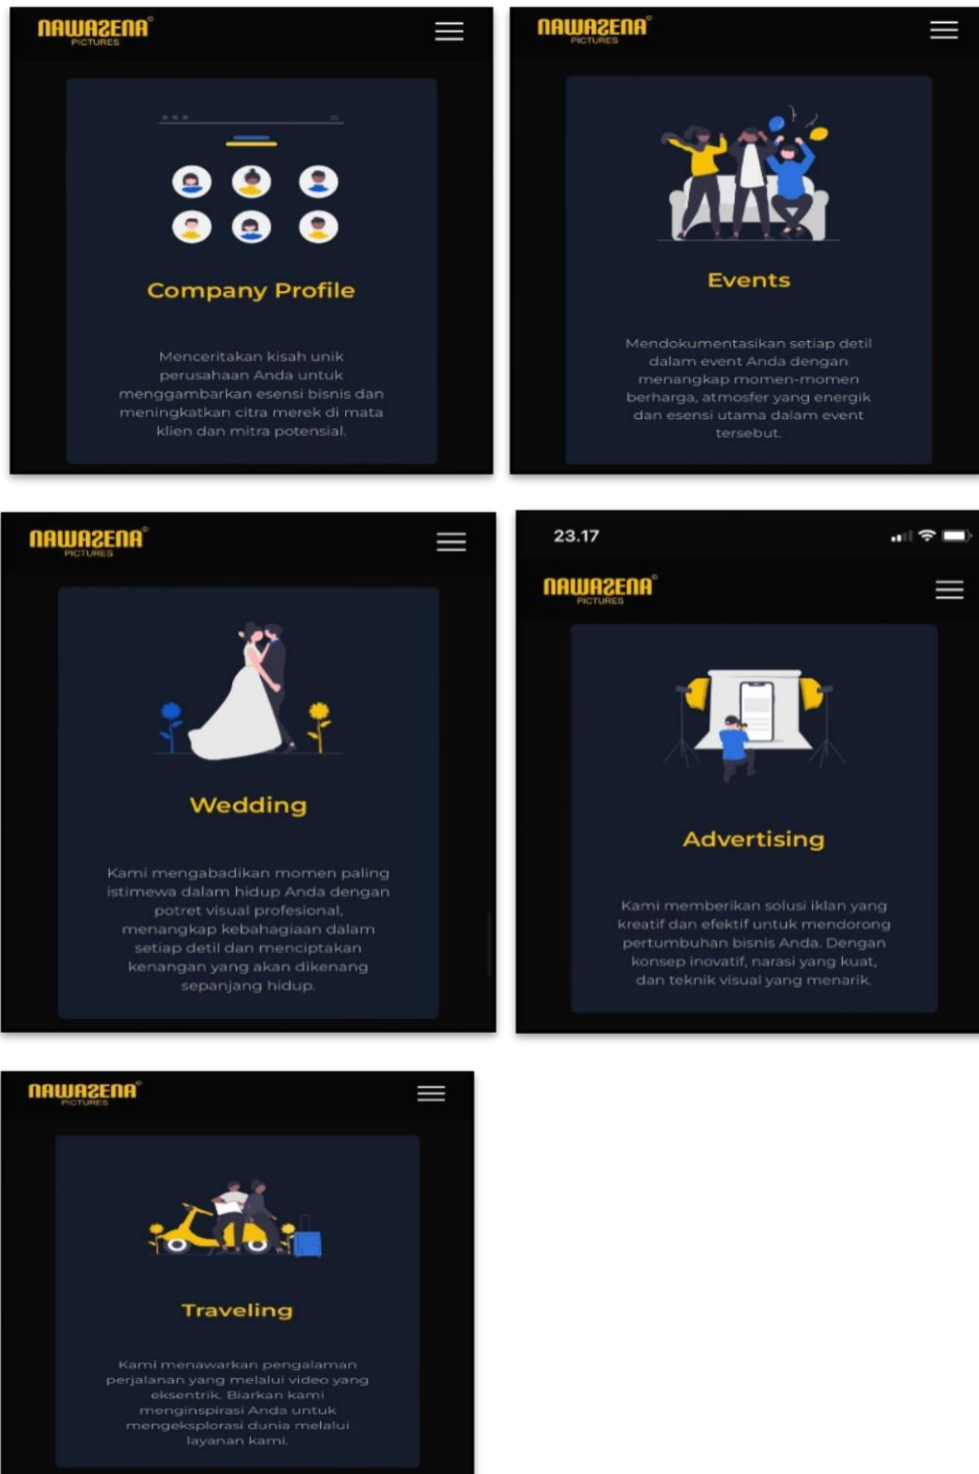 NAWAZENA©
PICTURES
Company Profile
Menceritakan kisah unik
perusahaan Anda untuk
menggambarkan esensi bisnis dan
meningkatkan citra merek di mata
klien dan mitra potensial.
NAWAZENA©
PICTURES
Events
Mendokumentasikan setiap detil
dalam event Anda dengan
menangkap momen-momen
berharga, atmosfer yang energik
dan esensi utama dalam event
tersebut.
NAWAZENA©
PICTURES
Wedding
Kami mengabadikan momen paling
istimewa dalam hidup Anda dengan
potret visual profesional,
menangkap kebahagiaan dalam
setiap detil dan menciptakan
kenangan yang akan dikenang
sepanjang hidup.
23.17
NAWAZENA©
PICTURES
Advertising
Kami memberikan solusi iklan yang
kreatif dan efektif untuk mendorong
pertumbuhan bisnis Anda. Dengan
konsep inovatif, narasi yang kuat,
dan teknik visual yang menarik.
NAWAZENA©
PICTURES
Traveling
Kami menawarkan pengalaman
perjalanan yang melalui video yang
eksentrik. Biarkan kami
menginspirasi Anda untuk
mengeksplorasi dunia melalui
layanan kami.